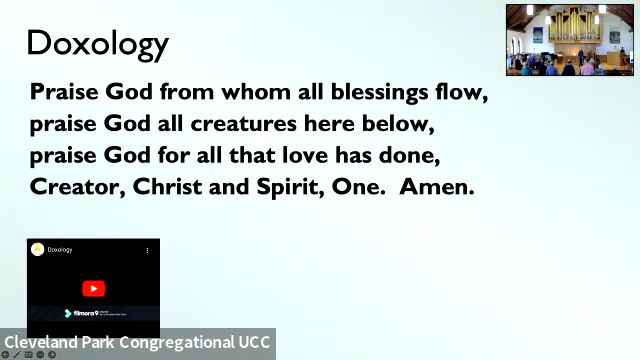 Doxology
Praise God from whom all blessings flow,
praise God all creatures here below,
praise God for all that love has done,
Creator, Christ and Spirit, One.  Amen.
Doxology
filmora9
Cleveland Park Congregational UCC